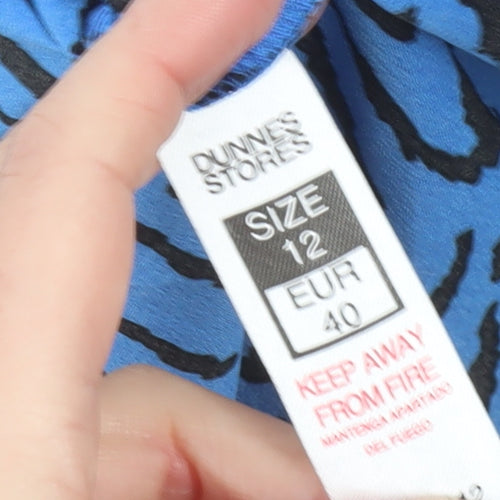 DUNNES
STORES
SIZE
12
EUR
40
KEEP AWAY
FROM FIRE
MANTENGA APARTADO
DEL FUEGO